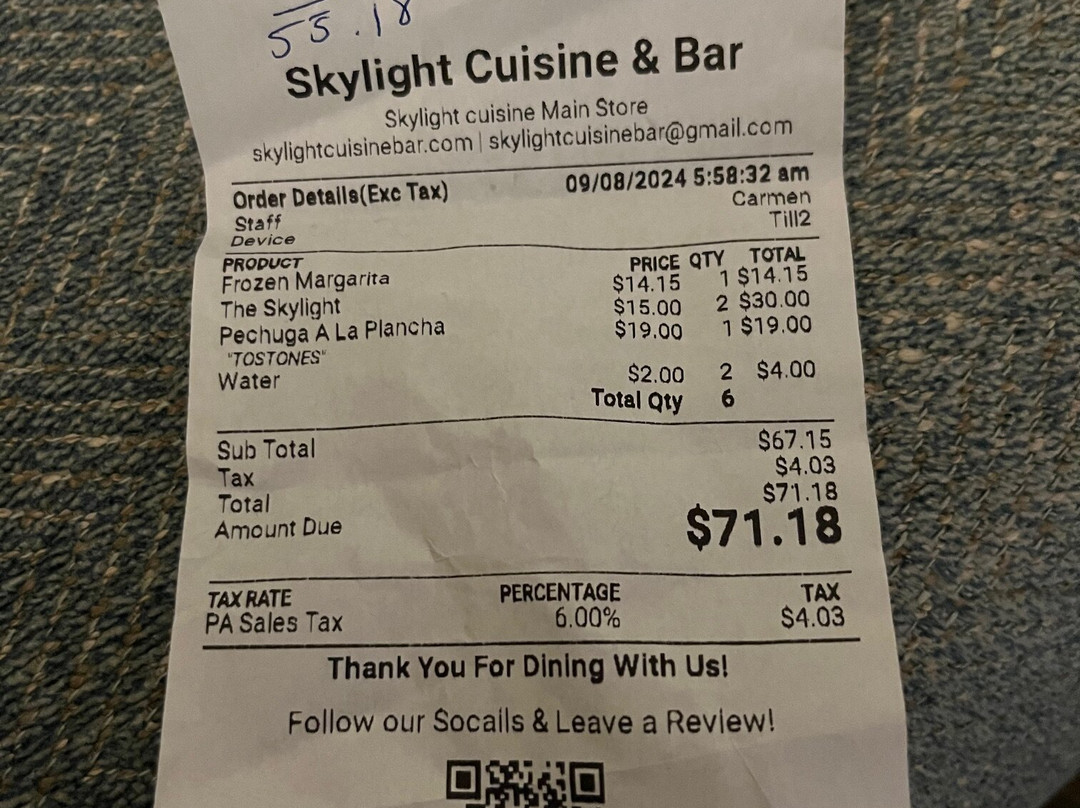 55.18
Skylight Cuisine & Bar
Skylight cuisine Main Store
skylightcuisinebar.com | skylightcuisinebar@gmail.com
Order Details(Exc Tax) 09/08/2024 5:58:32 am
Staff Carmen
Device Till2
PRODUCT PRICE QTY TOTAL
Frozen Margarita $14.15 1 $14.15
The Skylight $15.00 2 $30.00
Pechuga A La Plancha $19.00 1 $19.00
"TOSTONES"
Water $2.00 2 $4.00
Total Qty 6
Sub Total $67.15
Tax $4.03
Total $71.18
Amount Due $71.18
TAX RATE PERCENTAGE TAX
PA Sales Tax 6.00% $4.03
Thank You For Dining With Us!
Follow our Socails & Leave a Review!